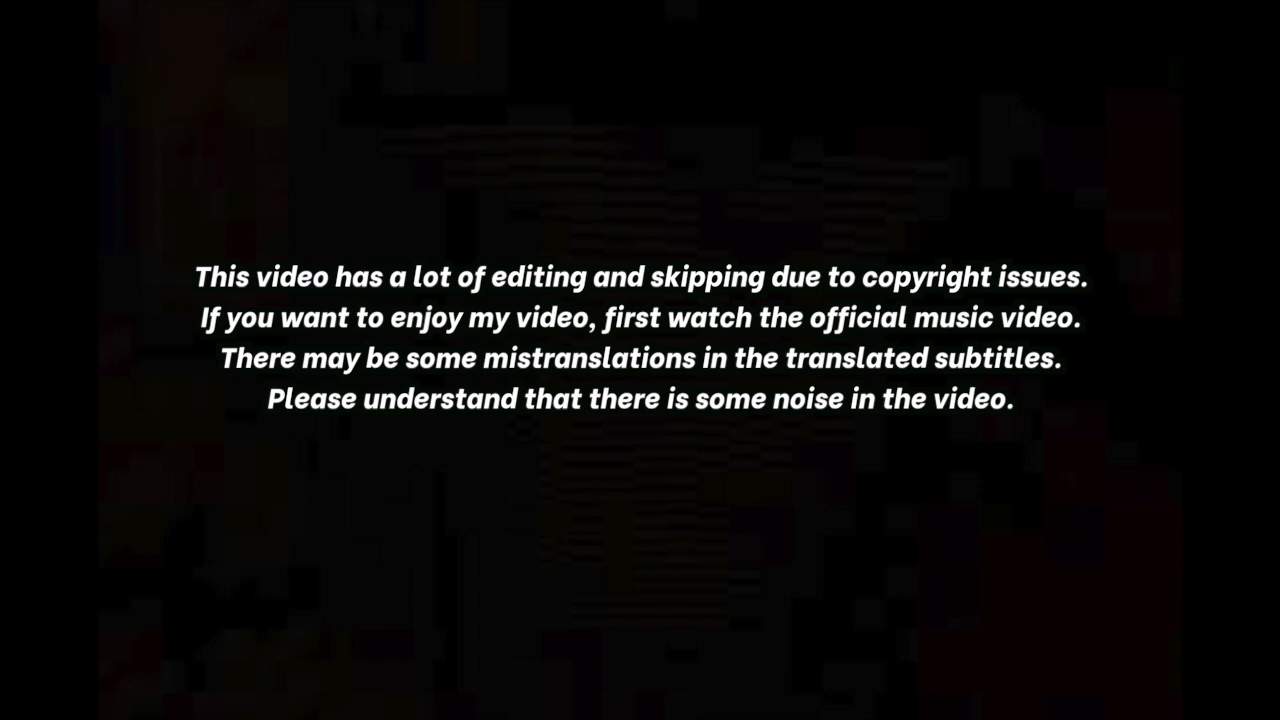 This video has a lot of editing and skipping due to copyright issues.
If you want to enjoy my video, first watch the official music video.
There may be some mistranslations in the translated subtitles.
Please understand that there is some noise in the video.